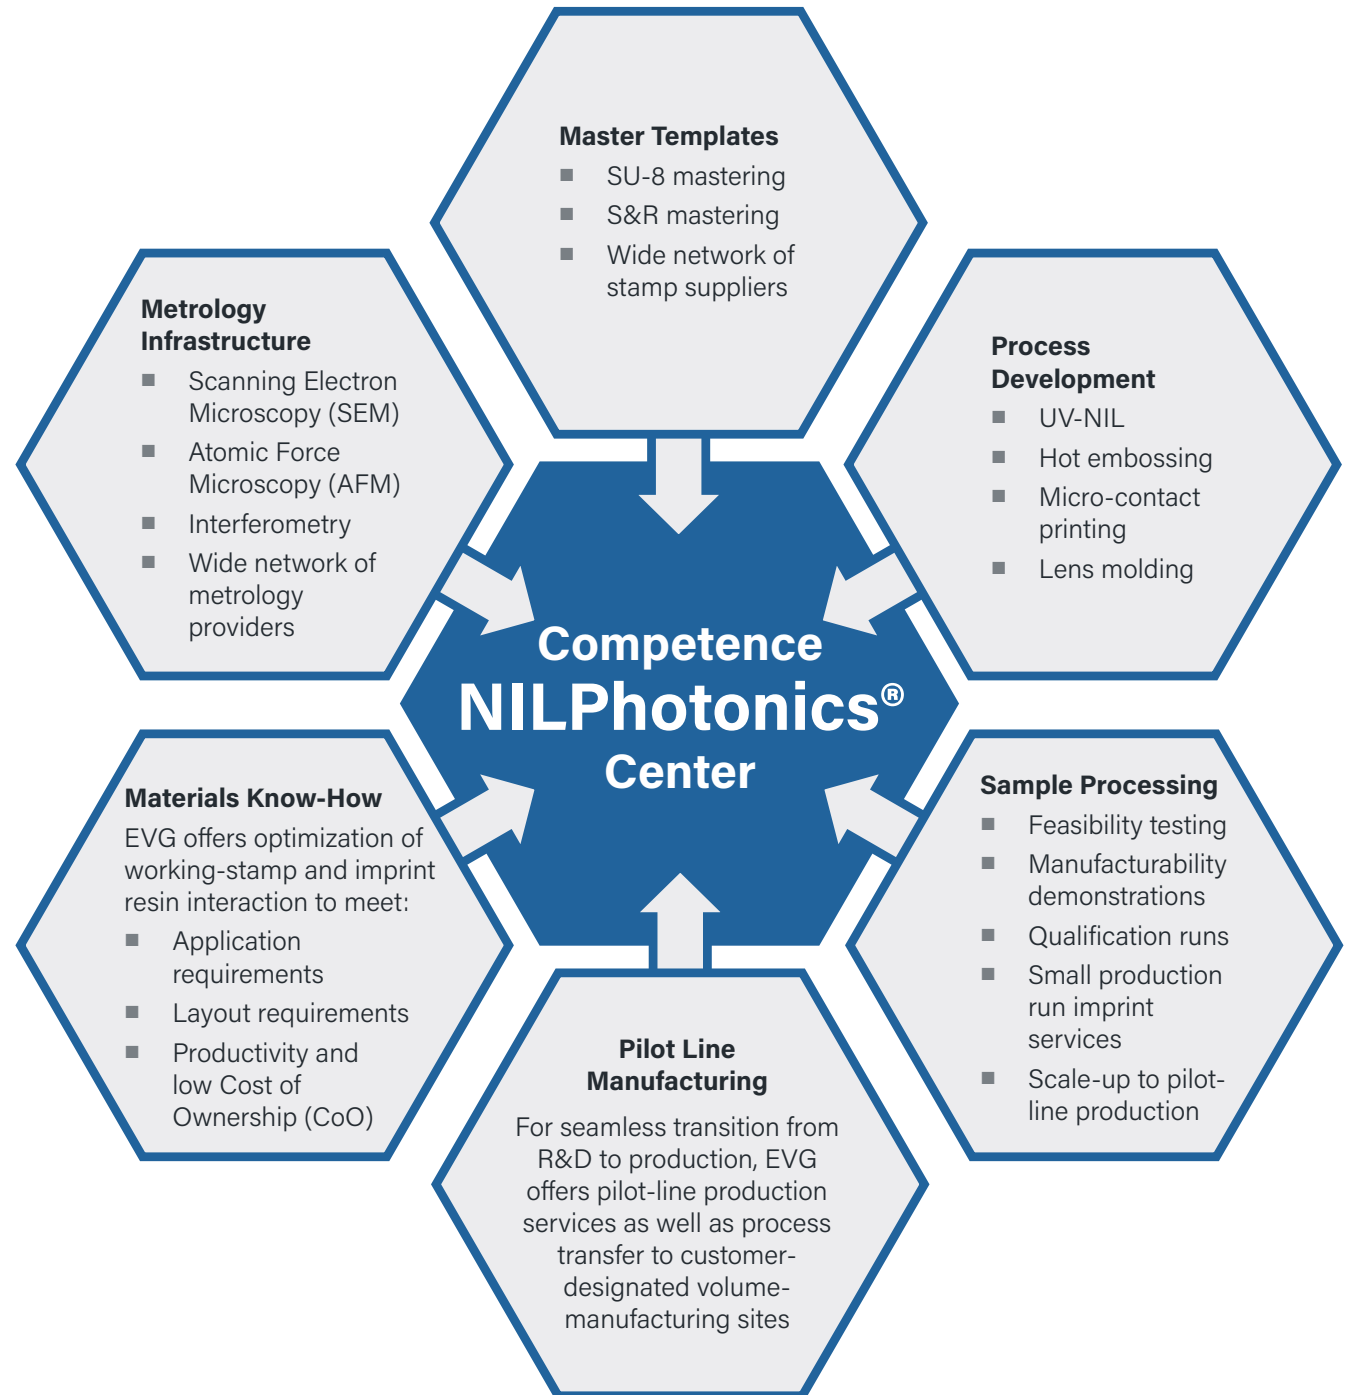 Master Templates
■ SU-8 mastering
■ S&R mastering
■ Wide network of
stamp suppliers
Metrology
Infrastructure
■ Scanning Electron
Microscopy (SEM)
■ Atomic Force
Microscopy (AFM)
■ Interferometry
■ Wide network of
metrology
providers
Process
Development
■ UV-NIL
■ Hot embossing
■ Micro-contact
printing
■ Lens molding
Competence
NILPhotonics®
Center
Materials Know-How
EVG offers optimization of
working-stamp and imprint
resin interaction to meet:
■ Application
requirements
■ Layout requirements
■ Productivity and
low Cost of
Ownership (CoO)
Sample Processing
■ Feasibility testing
■ Manufacturability
demonstrations
■ Qualification runs
■ Small production
run imprint
services
■ Scale-up to pilot-
line production
Pilot Line
Manufacturing
For seamless transition from
R&D to production, EVG
offers pilot-line production
services as well as process
transfer to customer-
designated volume-
manufacturing sites